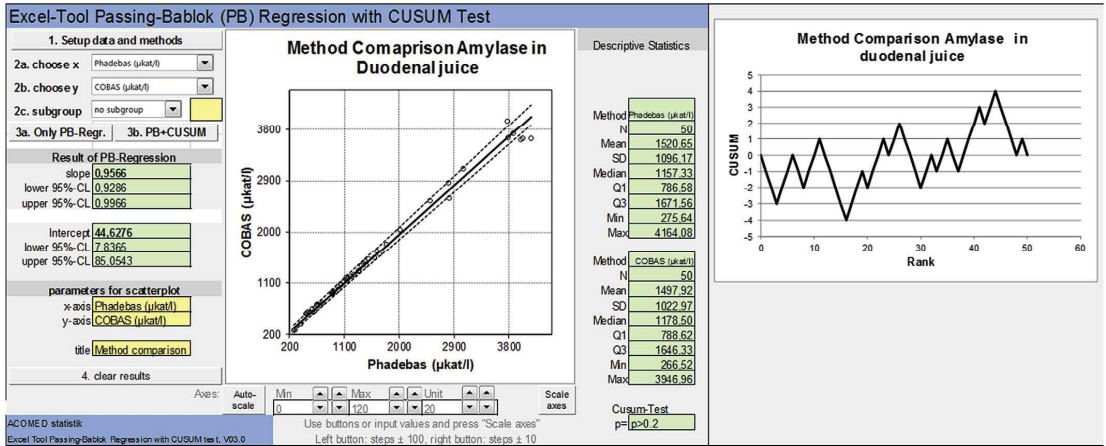 Excel-Tool Passing-Bablok (PB) Regression with CUSUM Test
1. Setup data and methods
2a. choose x Phadebas (µkat/l)
2b. choose y COBAS (µkat/l)
2c. subgroup no subgroup
3a. Only PB-Regr. 3b. PB+CUSUM
Result of PB-Regression
slope 0,9566
lower 95%-CL 0.9286
upper 95%-CL 0.9966
Intercept 44.6276
lower 95%-CL 7.8365
upper 95%-CL 85.0543
parameters for scatterplot
x-axis Phadebas (µkat/l)
y-axis COBAS (µkat/l)
title Method comparison
4. clear results
Method Comaprison Amylase in
Duodenal juice
COBAS (µkat/l)
3800
2900
2000
1100
200
200 1100 2000 2900 3800
Phadebas (µkat/l)
Axes:
Auto-scale
Min Max Unit
0 120 20
Scale axes
Use buttons or input values and press "Scale axes"
Left button: steps ± 100, right button: steps ± 10
ACOMED statistik
Excel Tool Passing-Bablok Regression with CUSUM test, V03.0
Descriptive Statistics
Method Phadebas (µkat/l)
N 50
Mean 1520.65
SD 1096.17
Median 1157.33
Q1 786.58
Q3 1671.56
Min 275.64
Max 4164.08
Method COBAS (µkat/l)
N 50
Mean 1497.92
SD 1022.97
Median 1178.50
Q1 788.62
Q3 1646.33
Min 266.52
Max 3946.96
Cusum-Test
p= p>0.2
Method Comparison Amylase in
duodenal juice
CUSUM
5
4
3
2
1
0
-1
-2
-3
-4
-5
0 10 20 30 40 50 60
Rank